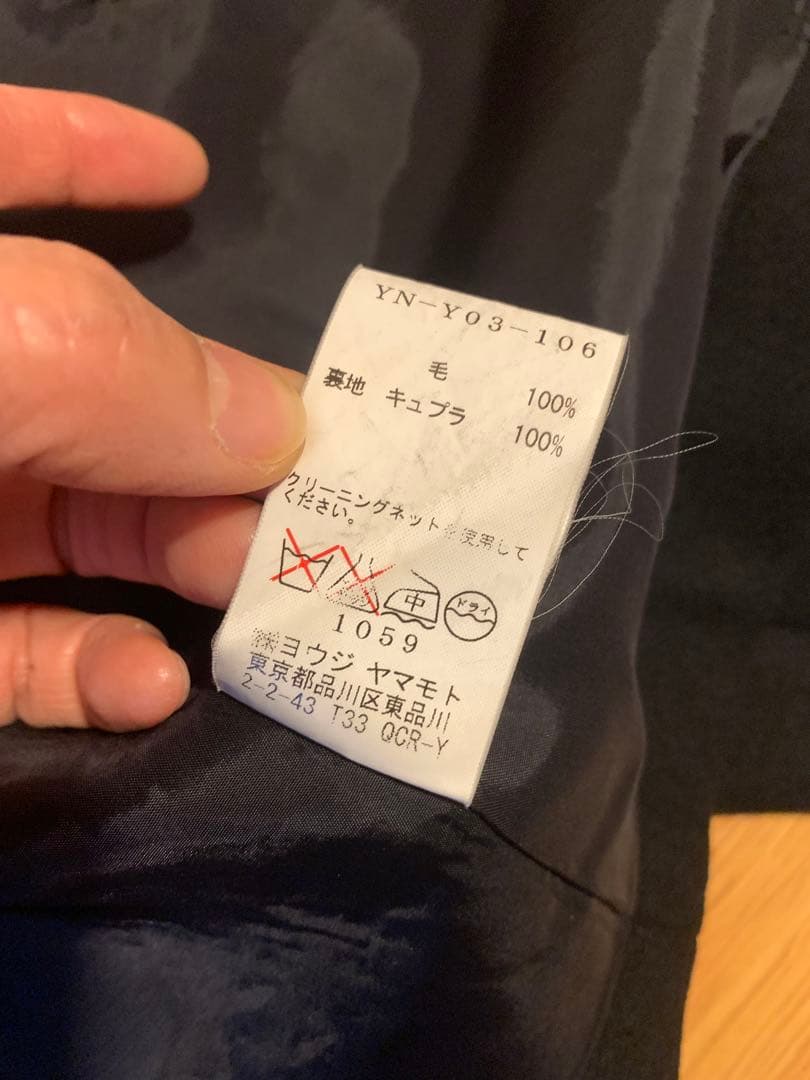 YN-Y03-106
毛 100%
裏地 キュプラ 100%
クリーニングネットを使用して
ください。
中 ドライ
1059
㈱ヨウジ ヤマモト
東京都品川区東品川
2-2-43 T33 QCR-Y